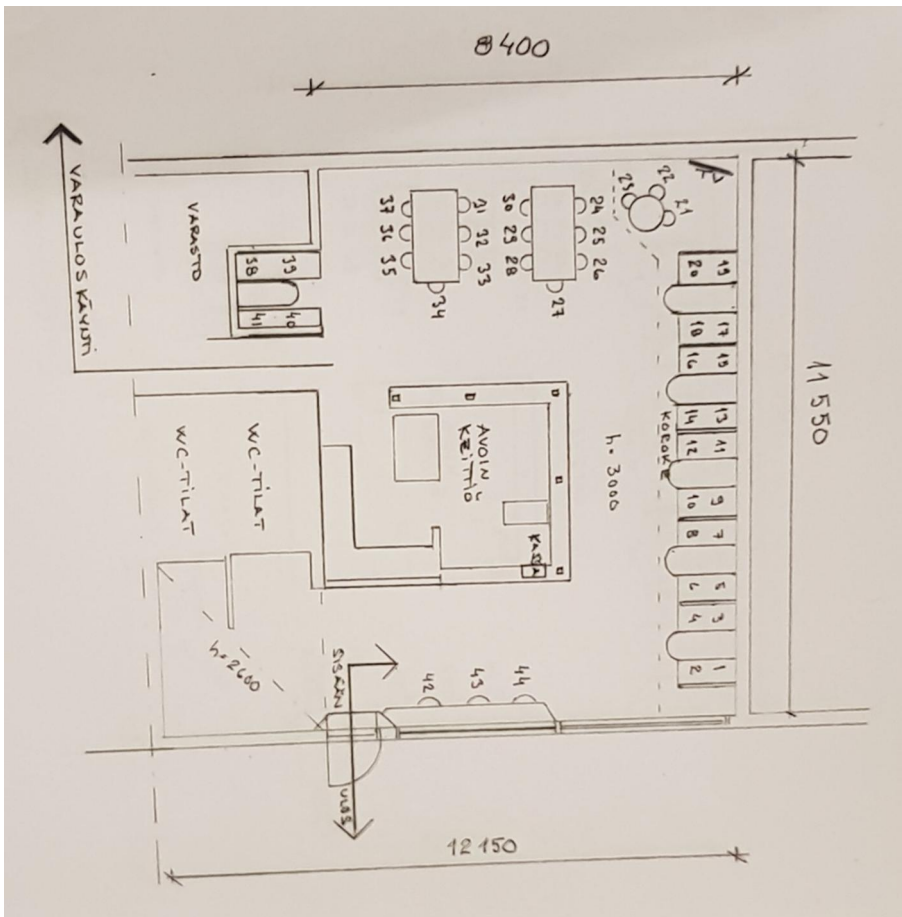 8400
VARAULOSKÄYNTI
VARASTO
38 39
41 40
37 31
36 32
35 33
34
30 24
29 25
28 26
27
23 22 21
20 19
18 17
16 15
14 13
12 11
10 9
8 7
6 5
4 3
2 1
11 550
KOROKE
h. 3000
AVOIN
KEITTIÖ
KASSA
WC-TILAT
WC-TILAT
h. 2600
SISÄÄN
ULOS
42 43 44
12 150